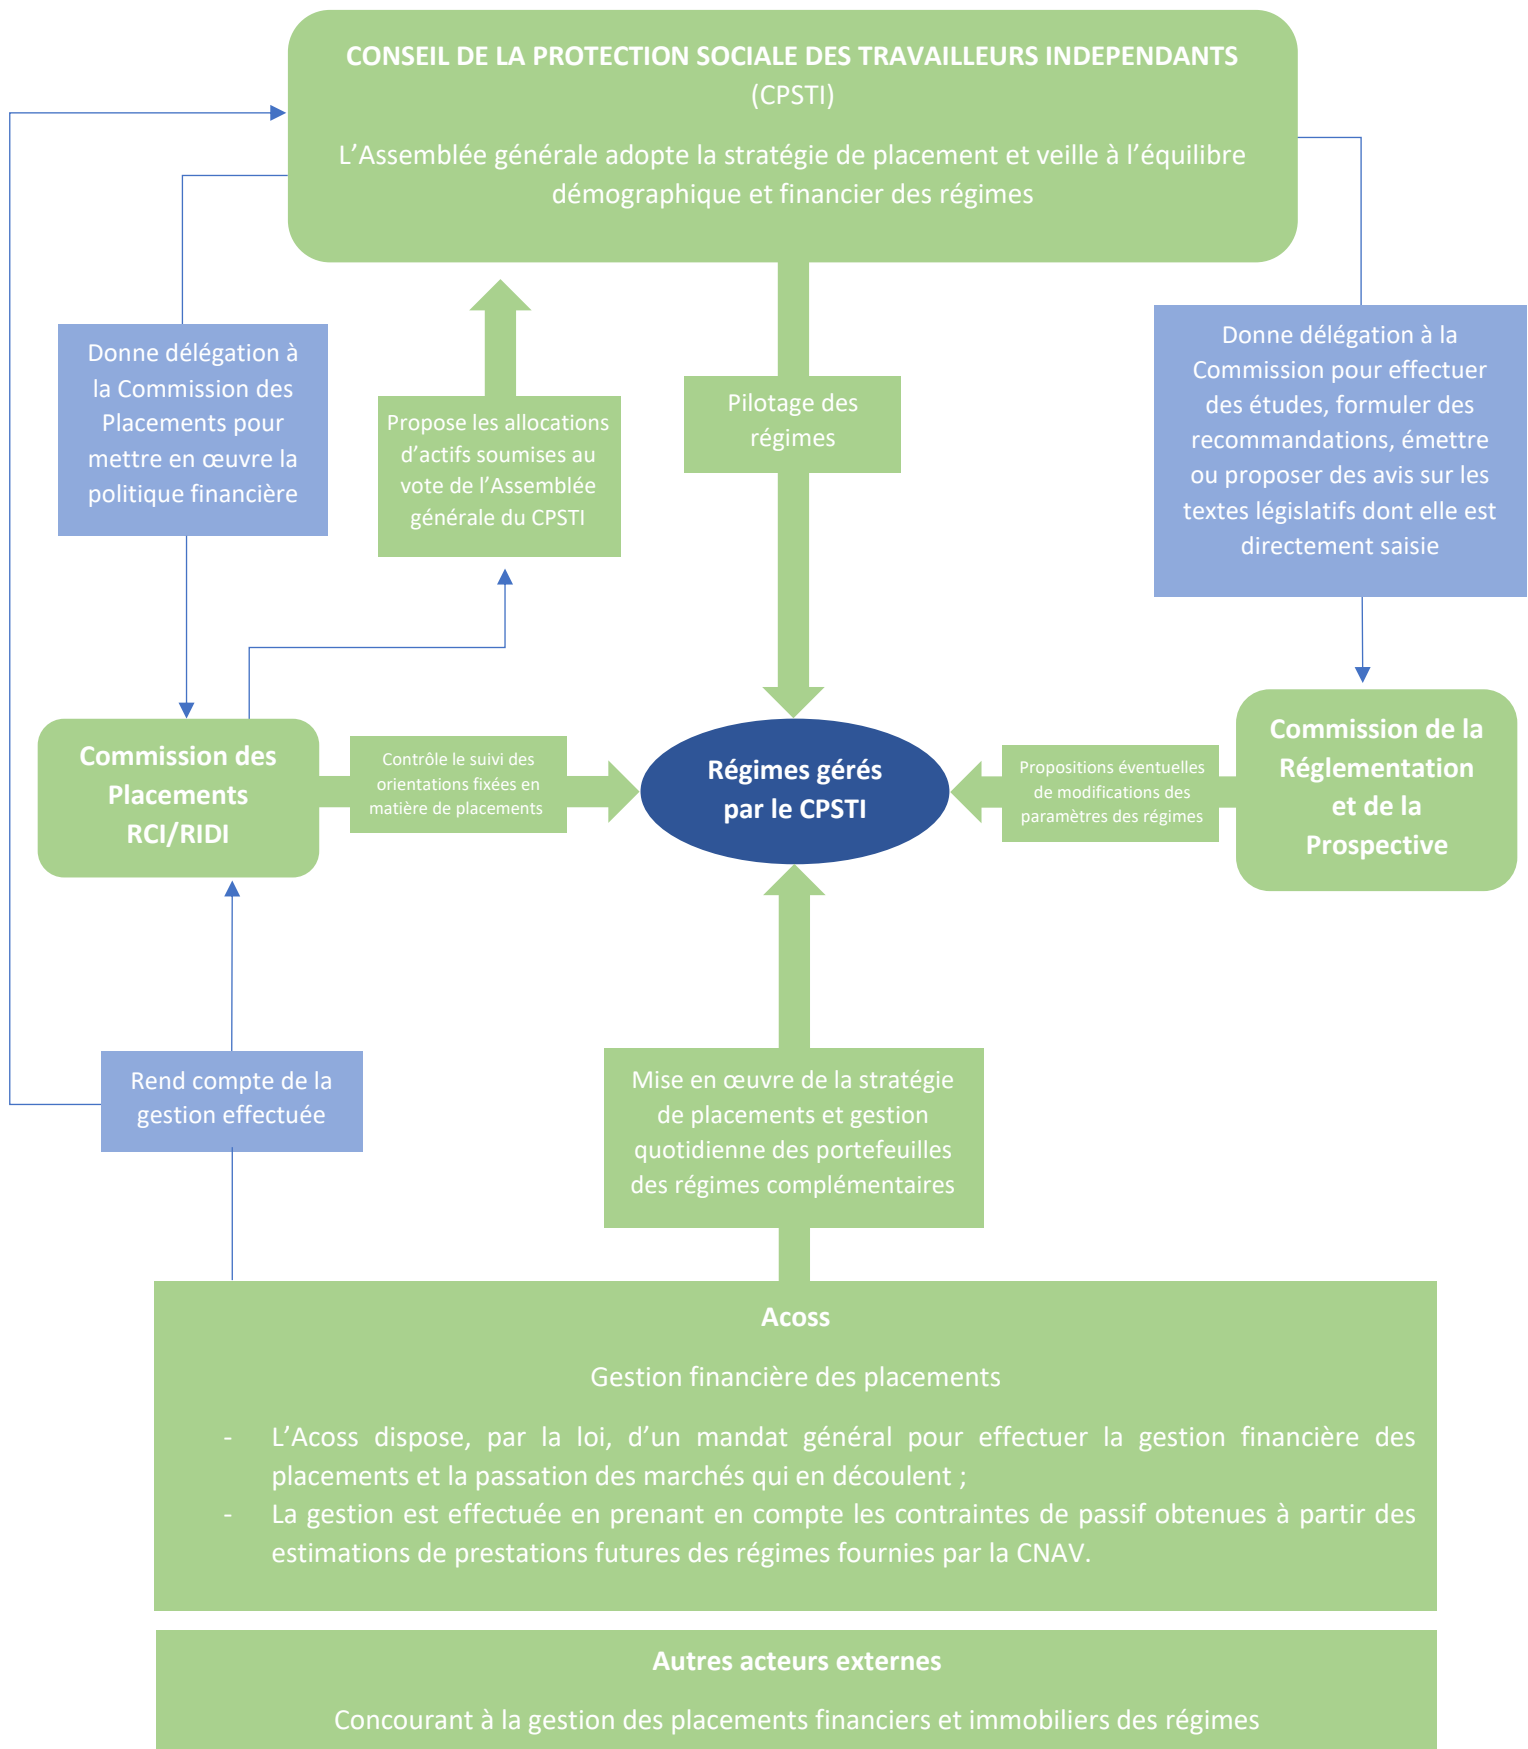 CONSEIL DE LA PROTECTION SOCIALE DES TRAVAILLEURS INDEPENDANTS
(CPSTI)
L’Assemblée générale adopte la stratégie de placement et veille à l’équilibre
démographique et financier des régimes
Donne délégation à
la Commission des
Placements pour
mettre en œuvre la
politique financière
Propose les allocations
d’actifs soumises au
vote de l’Assemblée
générale du CPSTI
Pilotage des
régimes
Donne délégation à la
Commission pour effectuer
des études, formuler des
recommandations, émettre
ou proposer des avis sur les
textes législatifs dont elle est
directement saisie
Commission des
Placements
RCI/RIDI
Contrôle le suivi des
orientations fixées en
matière de placements
Régimes gérés
par le CPSTI
Propositions éventuelles
de modifications des
paramètres des régimes
Commission de la
Réglementation
et de la
Prospective
Rend compte de la
gestion effectuée
Mise en œuvre de la stratégie
de placements et gestion
quotidienne des portefeuilles
des régimes complémentaires
Acoss
Gestion financière des placements
- L’Acoss dispose, par la loi, d’un mandat général pour effectuer la gestion financière des
placements et la passation des marchés qui en découlent ;
- La gestion est effectuée en prenant en compte les contraintes de passif obtenues à partir des
estimations de prestations futures des régimes fournies par la CNAV.
Autres acteurs externes
Concourant à la gestion des placements financiers et immobiliers des régimes